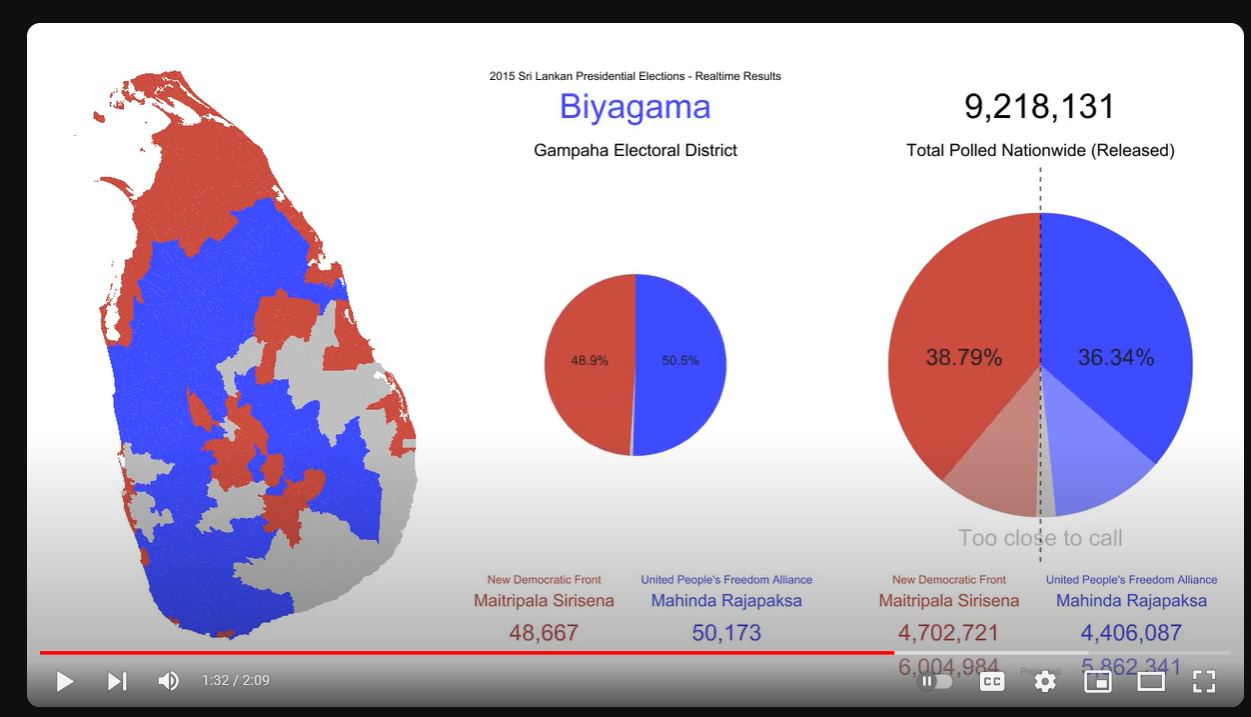 2015 Sri Lankan Presidential Elections - Realtime Results
Biyagama
Gampaha Electoral District
9,218,131
Total Polled Nationwide (Released)
48.9%
50.5%
38.79%
36.34%
Too close to call
New Democratic Front
United People's Freedom Alliance
Maitripala Sirisena
Mahinda Rajapaksa
48,667
50,173
New Democratic Front
United People's Freedom Alliance
Maitripala Sirisena
Mahinda Rajapaksa
4,702,721
4,406,087
6,004,984
5,862,341
1:32 / 2:09
CC